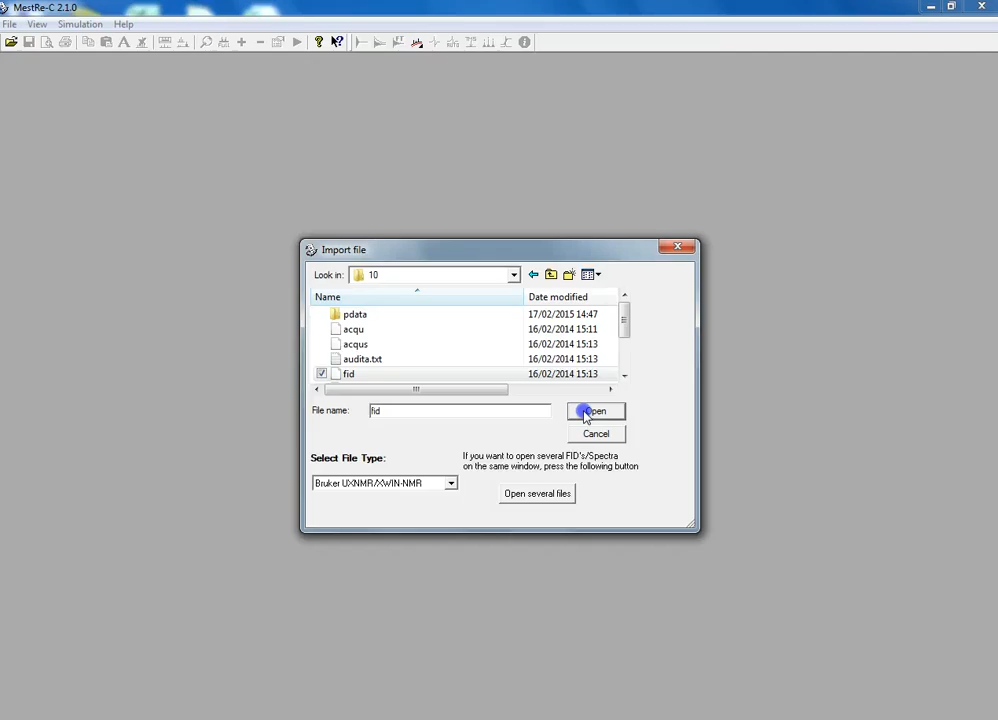 MestRe-C 2.1.0
File View Simulation Help
Import file
Look in: 10
Name Date modified
pdata 17/02/2015 14:47
acqu 16/02/2014 15:11
acqus 16/02/2014 15:13
audita.txt 16/02/2014 15:13
fid 16/02/2014 15:13
File name: fid Open
Cancel
Select File Type:
If you want to open several FID's/Spectra
on the same window, press the following button
Bruker UXNMR/XWIN-NMR
Open several files